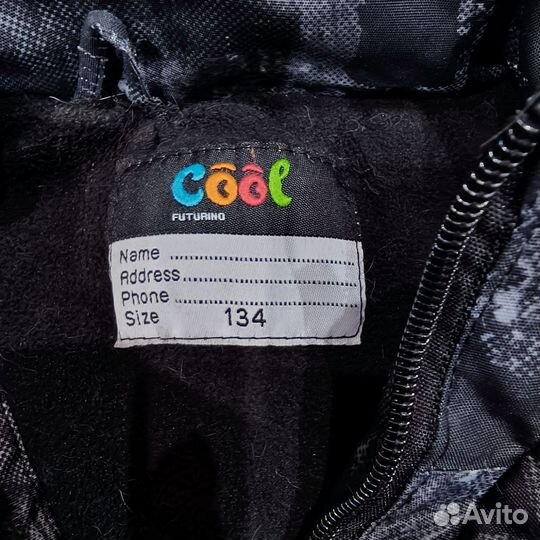 cool
FUTURINO
Name
Address
Phone
Size 134
Avito